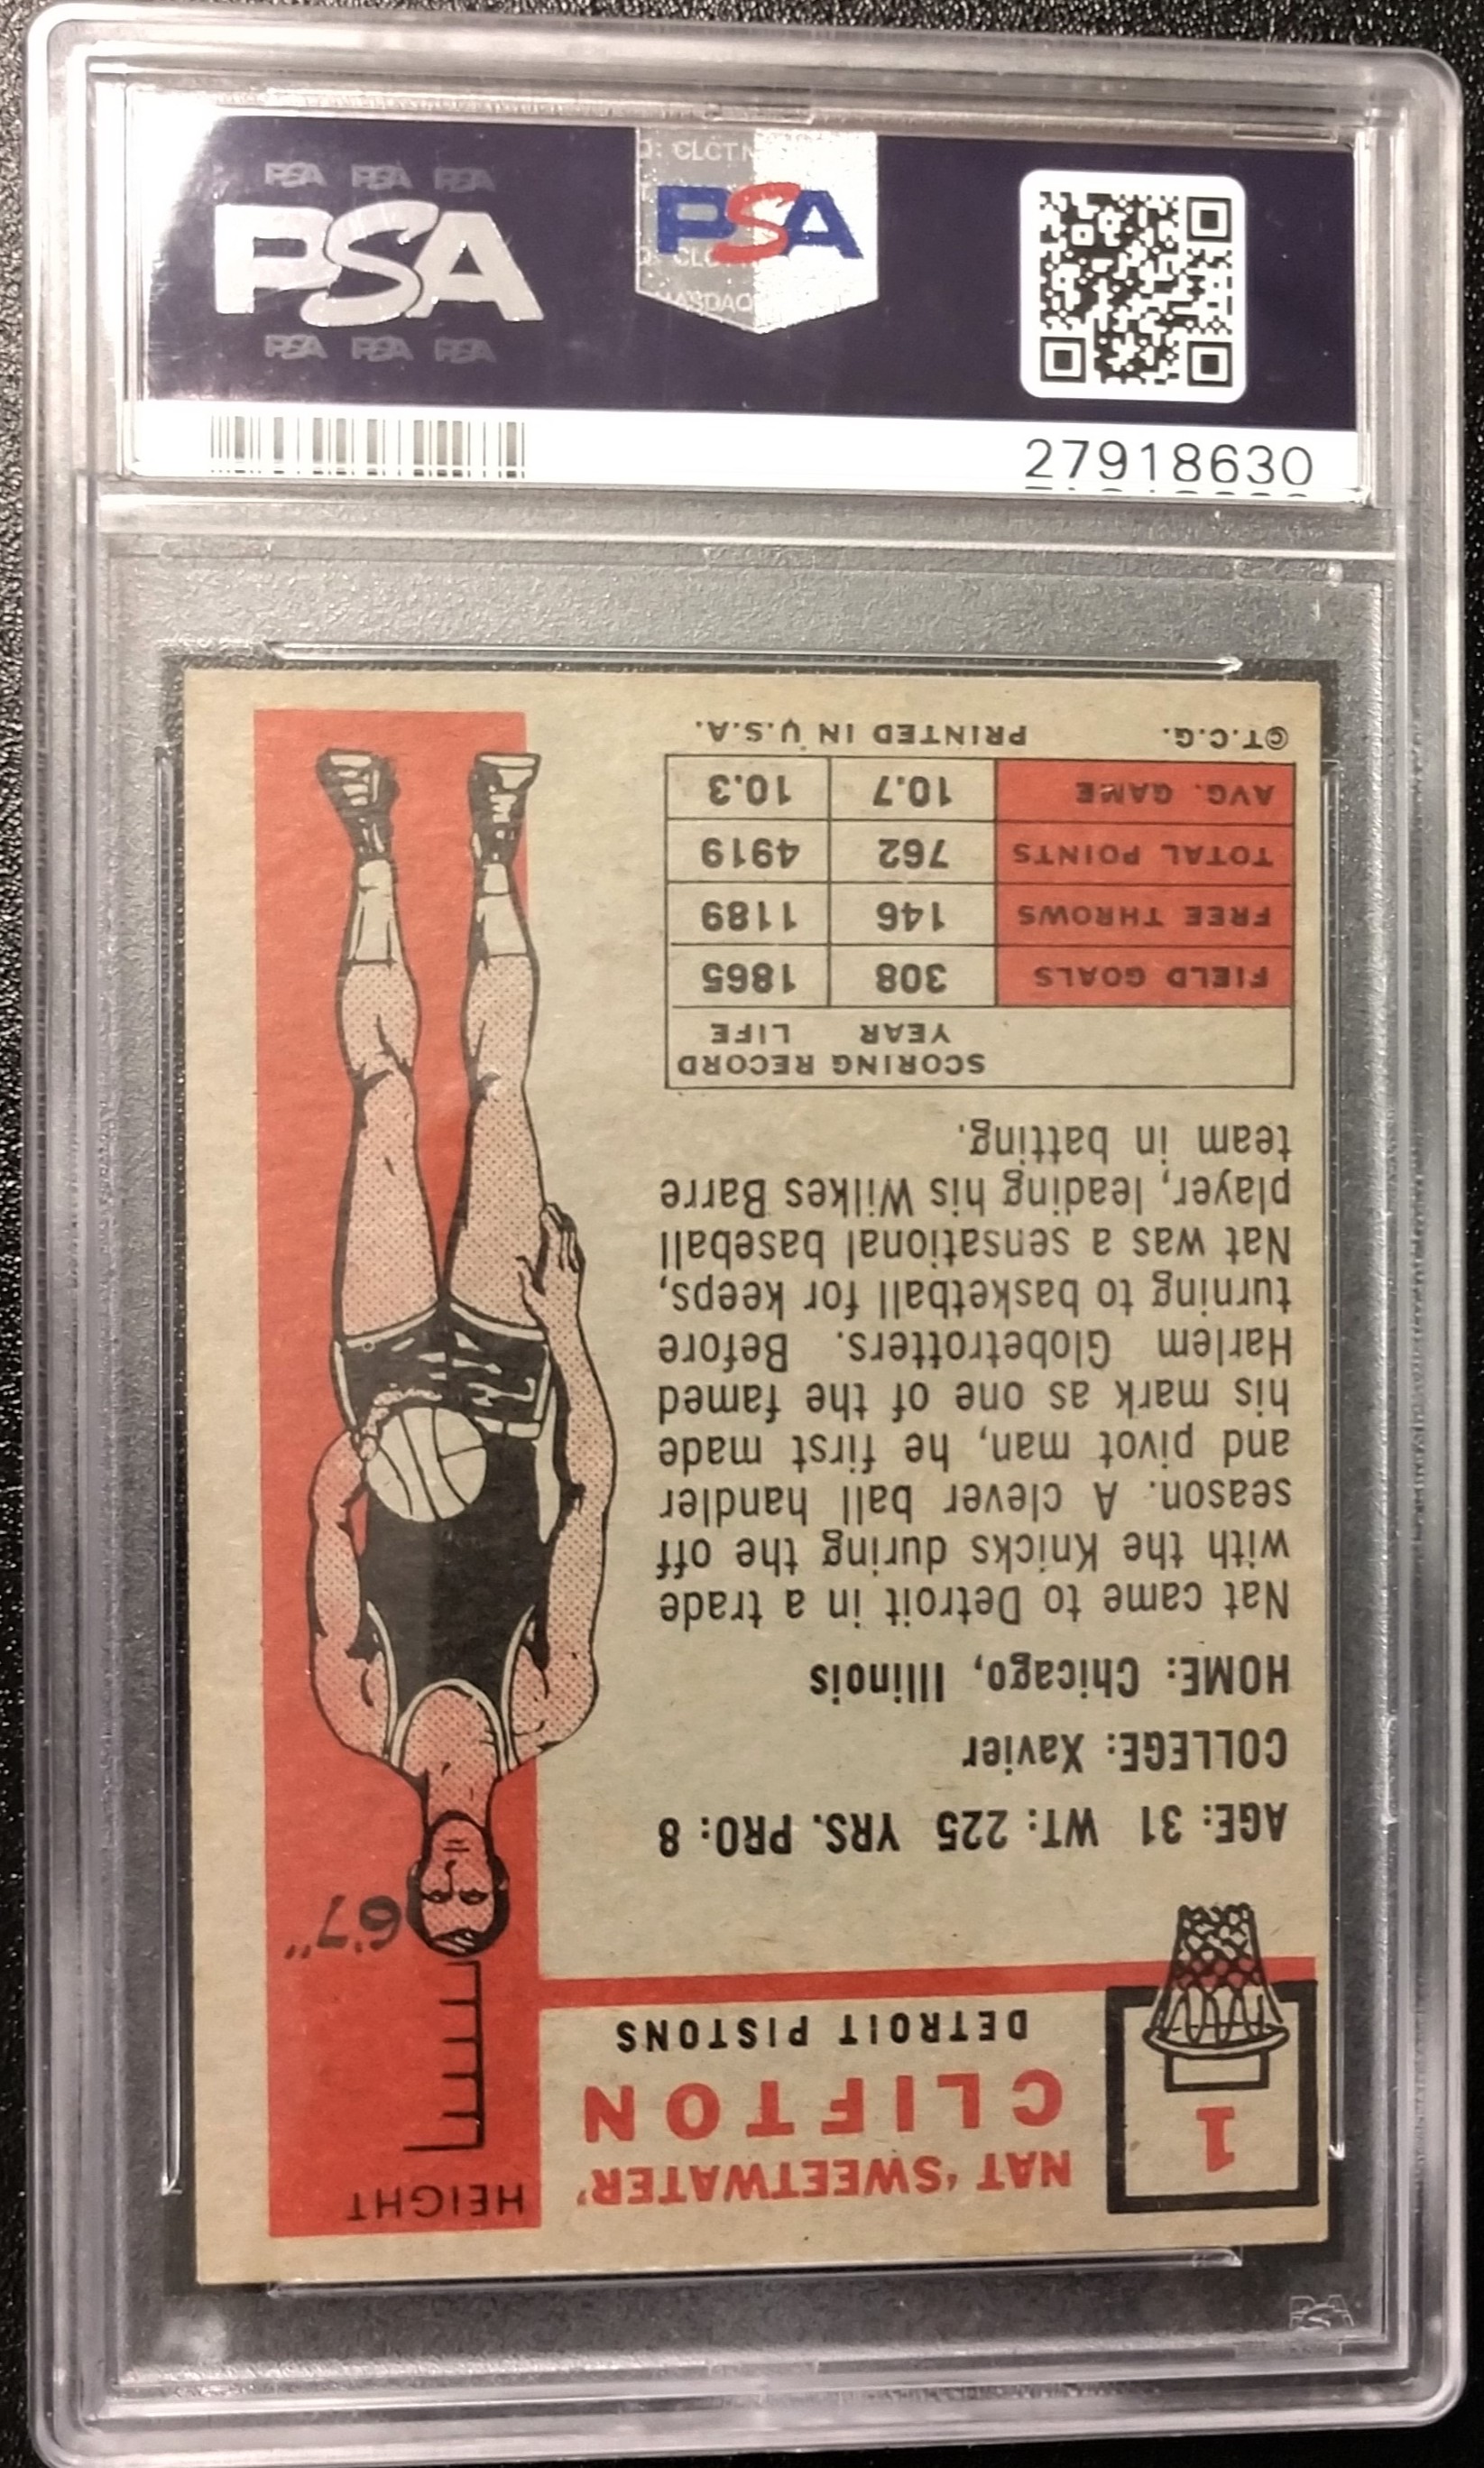 PSA PSA PSA
PSA
PSA PSA PSA
CLCT
PSA
NASDAQ
27918630
HEIGHT
6'7"
1
NAT 'SWEETWATER'
CLIFTON
DETROIT PISTONS
AGE: 31 WT: 225 YRS. PRO: 8
COLLEGE: Xavier
HOME: Chicago, Illinois
Nat came to Detroit in a trade
with the Knicks during the off
season. A clever ball handler
and pivot man, he first made
his mark as one of the famed
Harlem Globetrotters. Before
turning to basketball for keeps,
Nat was a sensational baseball
player, leading his Wilkes Barre
team in batting.
SCORING RECORD
YEAR LIFE
FIELD GOALS 308 1865
FREE THROWS 146 1189
TOTAL POINTS 762 4919
AVG. GAME 10.7 10.3
©T.C.G. PRINTED IN U.S.A.
PSA